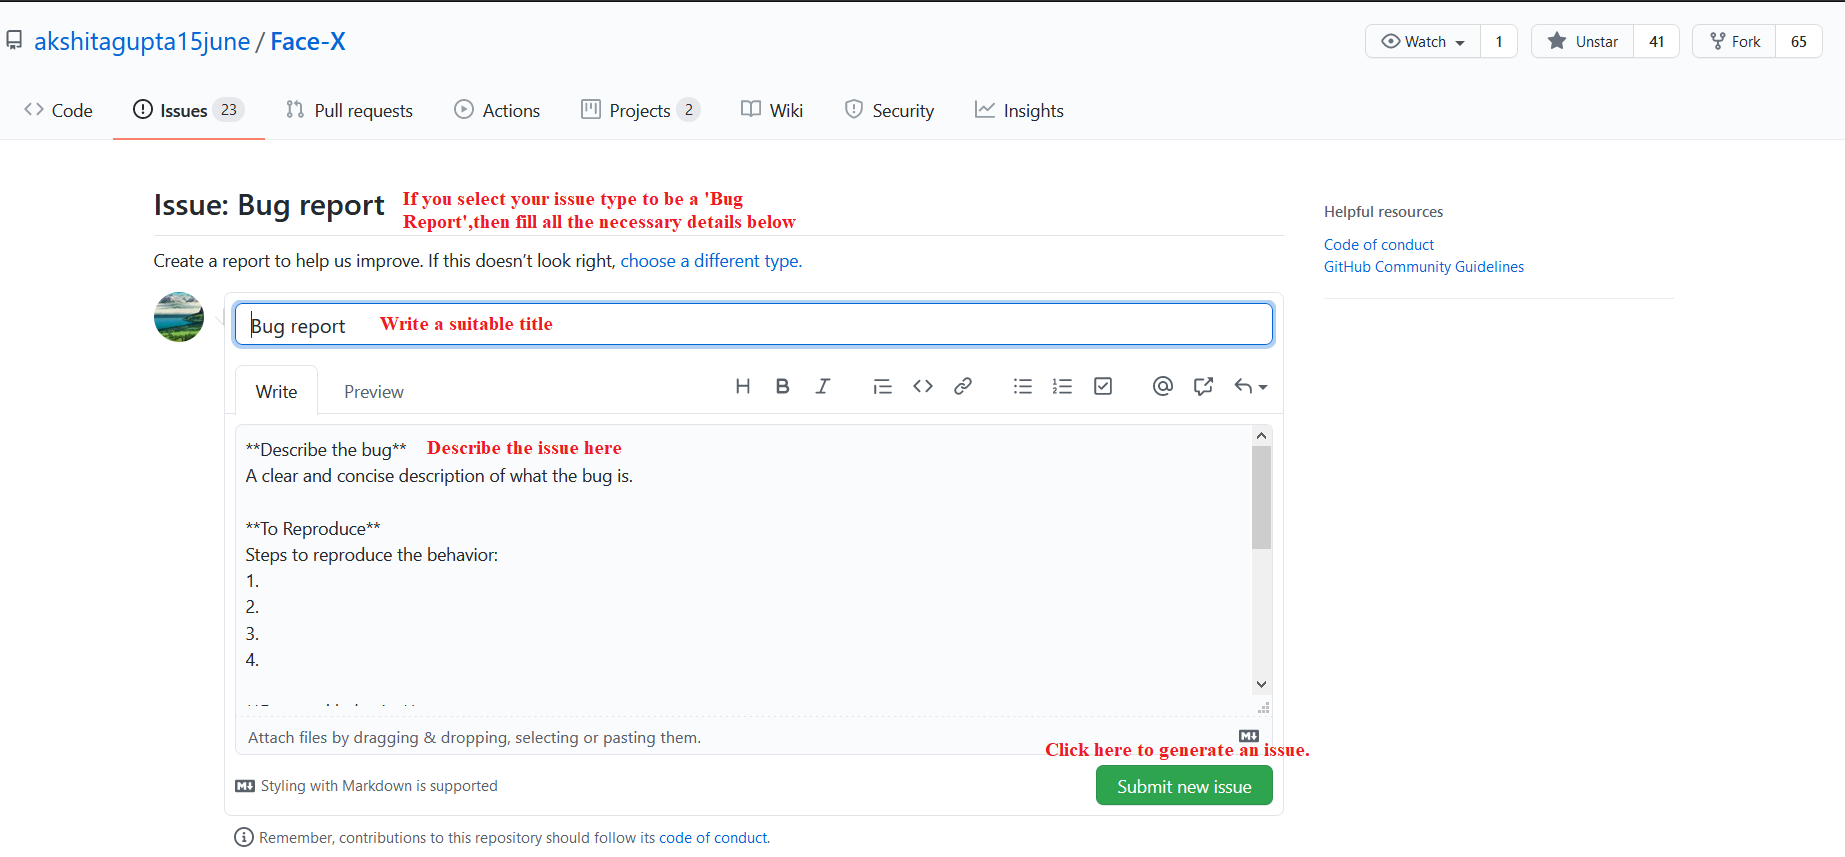 akshitagupta15june / Face-X
Watch 1 Unstar 41 Fork 65
Code Issues 23 Pull requests Actions Projects 2 Wiki Security Insights
Issue: Bug report
If you select your issue type to be a 'Bug
Report',then fill all the necessary details below
Helpful resources
Create a report to help us improve. If this doesn’t look right, choose a different type.
Code of conduct
GitHub Community Guidelines
Bug report Write a suitable title
Write Preview
**Describe the bug** Describe the issue here
A clear and concise description of what the bug is.
**To Reproduce**
Steps to reproduce the behavior:
1.
2.
3.
4.
Attach files by dragging & dropping, selecting or pasting them.
Click here to generate an issue.
Styling with Markdown is supported
Submit new issue
Remember, contributions to this repository should follow its code of conduct.